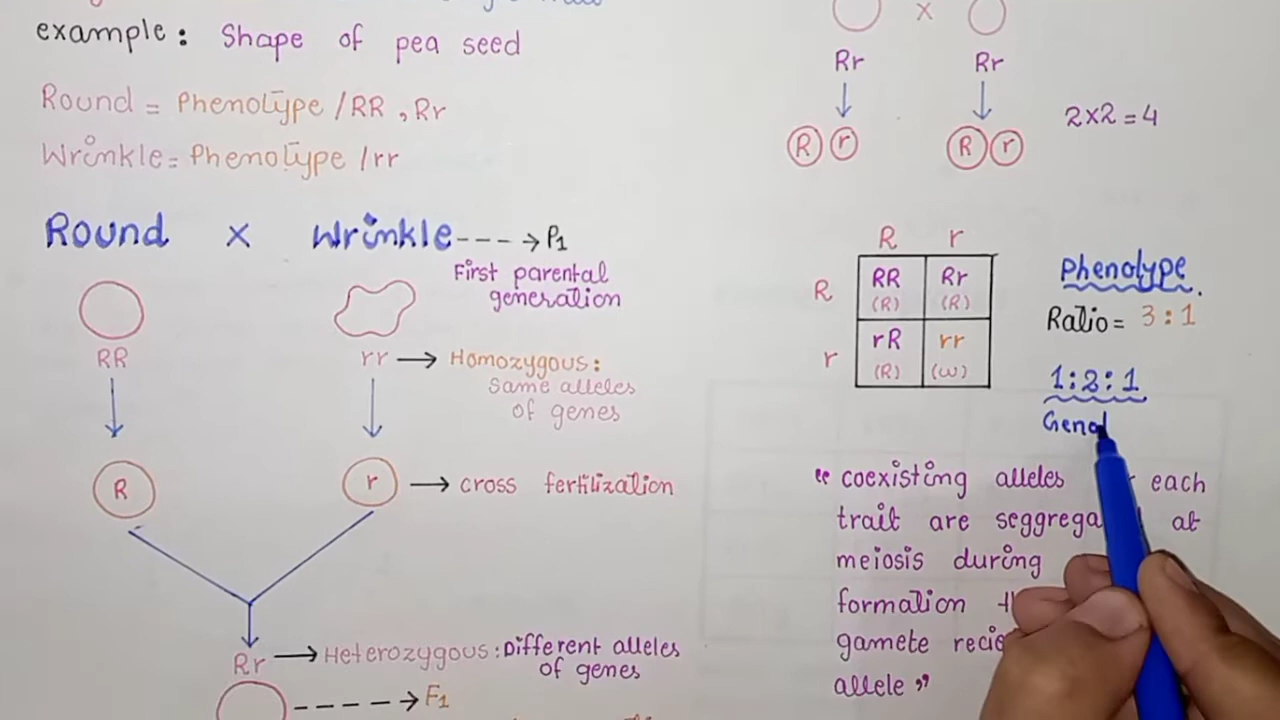 example: Shape of pea seed
Round = Phenotype /RR, Rr
Wrinkle = Phenotype /rr
Round x Wrinkle ----→ P1
First parental
generation
RR
rr → Homozygous:
Same alleles
of genes
R
r → cross fertilization
Rr → Heterozygous: Different alleles
of genes
----→ F1
x
Rr Rr
R r R r
2x2=4
R r
R RR Rr
(R) (R)
r rR rr
(R) (w)
Phenotype.
Ratio = 3:1
1:2:1
Geno
"coexisting alleles each
trait are at
meiosis during
formation
gamete
allele"